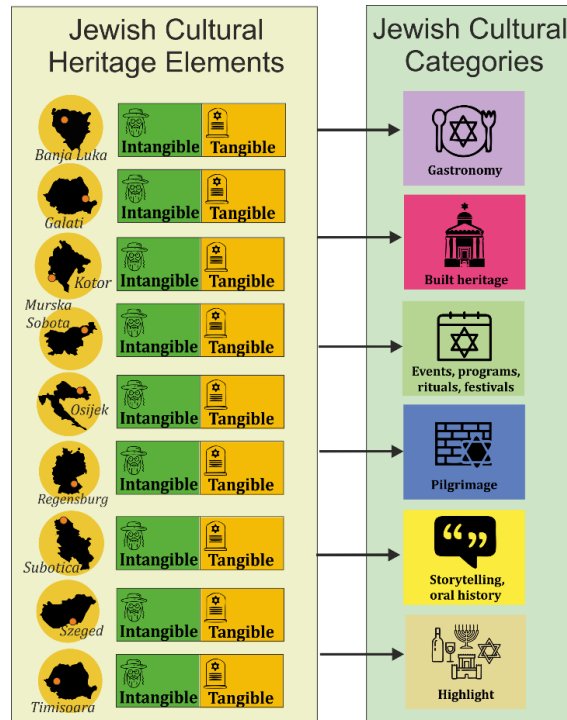 Jewish Cultural
Heritage Elements
Banja Luka
Intangible Tangible
Galati
Intangible Tangible
Kotor
Intangible Tangible
Murska
Sobota
Intangible Tangible
Osijek
Intangible Tangible
Regensburg
Intangible Tangible
Subotica
Intangible Tangible
Szeged
Intangible Tangible
Timisoara
Intangible Tangible
Jewish Cultural
Categories
Gastronomy
Built heritage
Events, programs,
rituals, festivals
Pilgrimage
“”
Storytelling,
oral history
Highlight